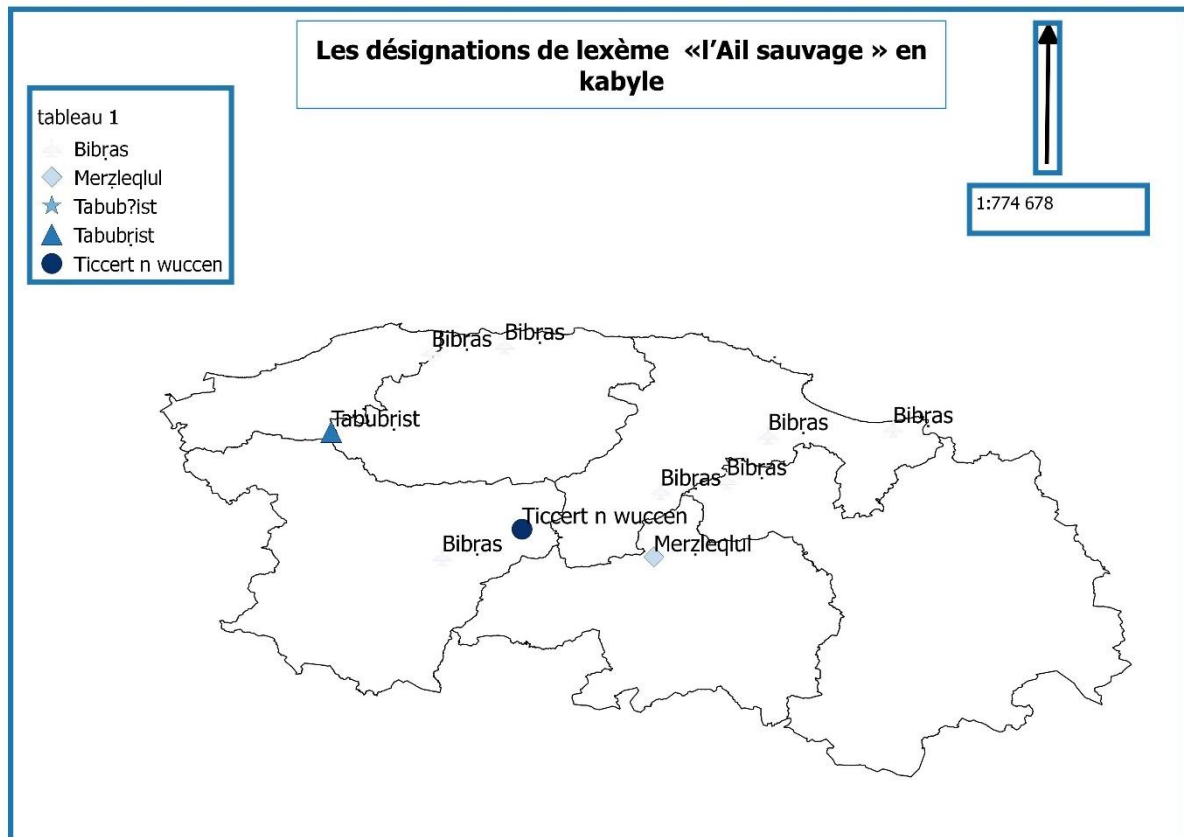 Les désignations de lexème «l’Ail sauvage » en
kabyle
1:774 678
tableau 1
Bibṛas
Merẓleqlul
Tabub?ist
Tabubṛist
Ticcert n wuccen
Bibṛas
Bibṛas
Tabubṛist
Bibṛas
Bibṛas
Bibṛas
Bibṛas
Ticcert n wuccen
Bibṛas
Merẓleqlul